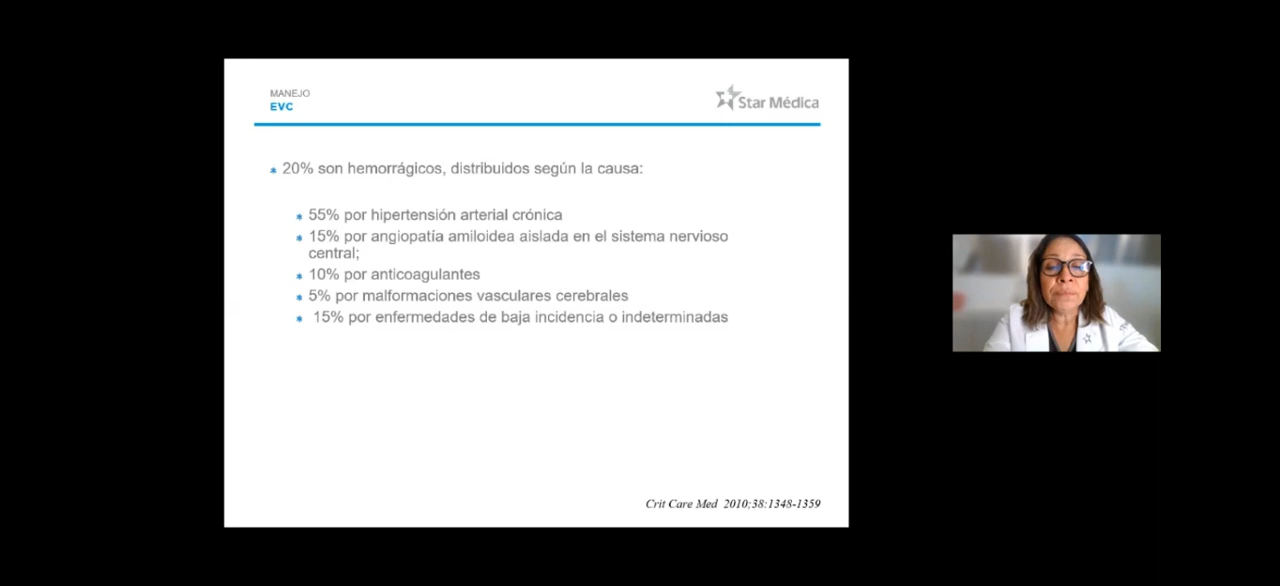 MANEJO
EVC
Star Médica
* 20% son hemorrágicos, distribuidos según la causa:
* 55% por hipertensión arterial crónica
* 15% por angiopatía amiloidea aislada en el sistema nervioso
central;
* 10% por anticoagulantes
* 5% por malformaciones vasculares cerebrales
* 15% por enfermedades de baja incidencia o indeterminadas
Crit Care Med 2010;38:1348-1359